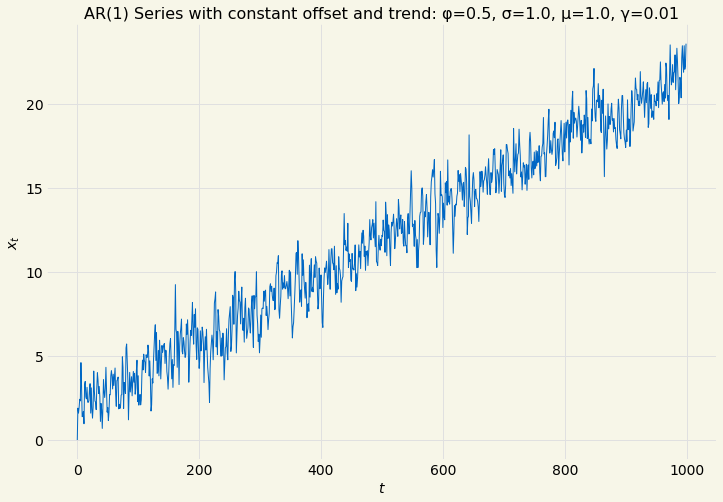 AR(1) Series with constant offset and trend: φ=0.5, σ=1.0, μ=1.0, γ=0.01
20
15
10
5
0
x_t
0 200 400 600 800 1000
t